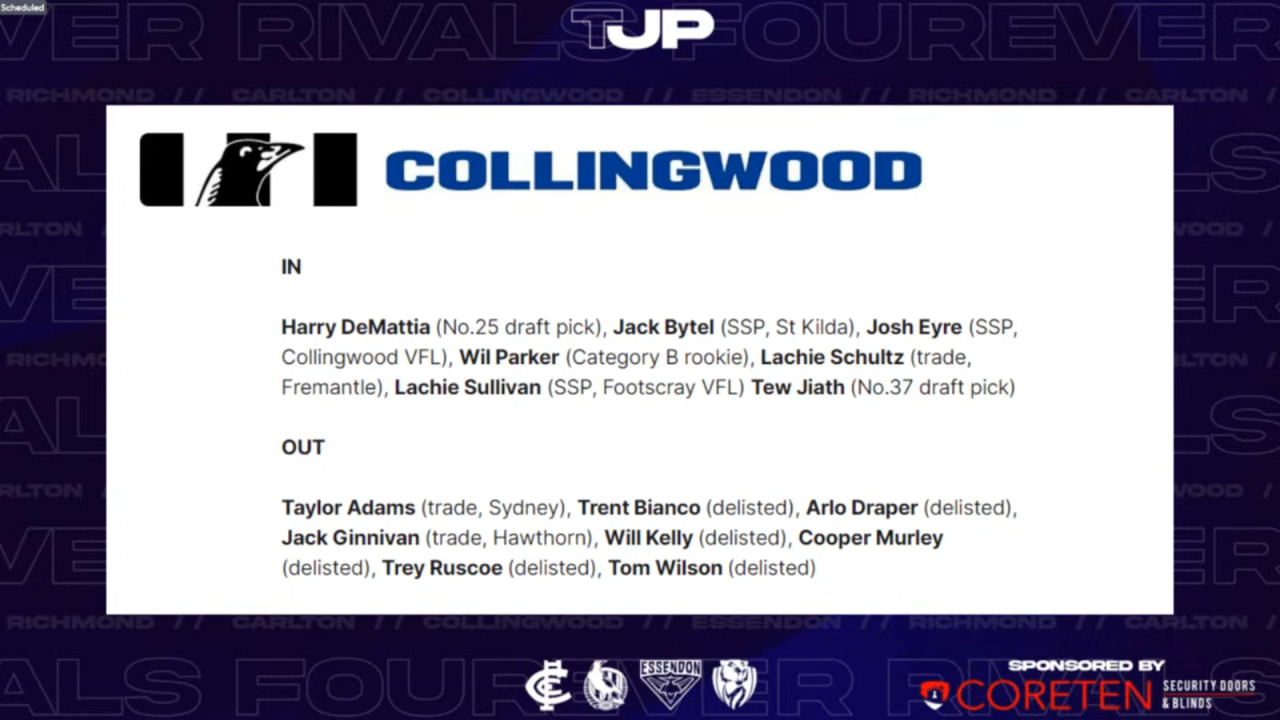 Scheduled
TJP
VER RIVALS FOUREVER
RICHMOND // CARLTON // COLLINGWOOD // ESSENDON // RICHMOND // CARLTON /
COLLINGWOOD
IN
Harry DeMattia (No.25 draft pick), Jack Bytel (SSP, St Kilda), Josh Eyre (SSP,
Collingwood VFL), Wil Parker (Category B rookie), Lachie Schultz (trade,
Fremantle), Lachie Sullivan (SSP, Footscray VFL) Tew Jiath (No.37 draft pick)
OUT
Taylor Adams (trade, Sydney), Trent Bianco (delisted), Arlo Draper (delisted),
Jack Ginnivan (trade, Hawthorn), Will Kelly (delisted), Cooper Murley
(delisted), Trey Ruscoe (delisted), Tom Wilson (delisted)
RICHMOND // CARLTON // COLLINGWOOD // ESSENDON // RICHMOND // CARLTON /
ALS FOUREVER RIVALS
ESSENDON
SPONSORED BY
CORETEN SECURITY DOORS
& BLINDS